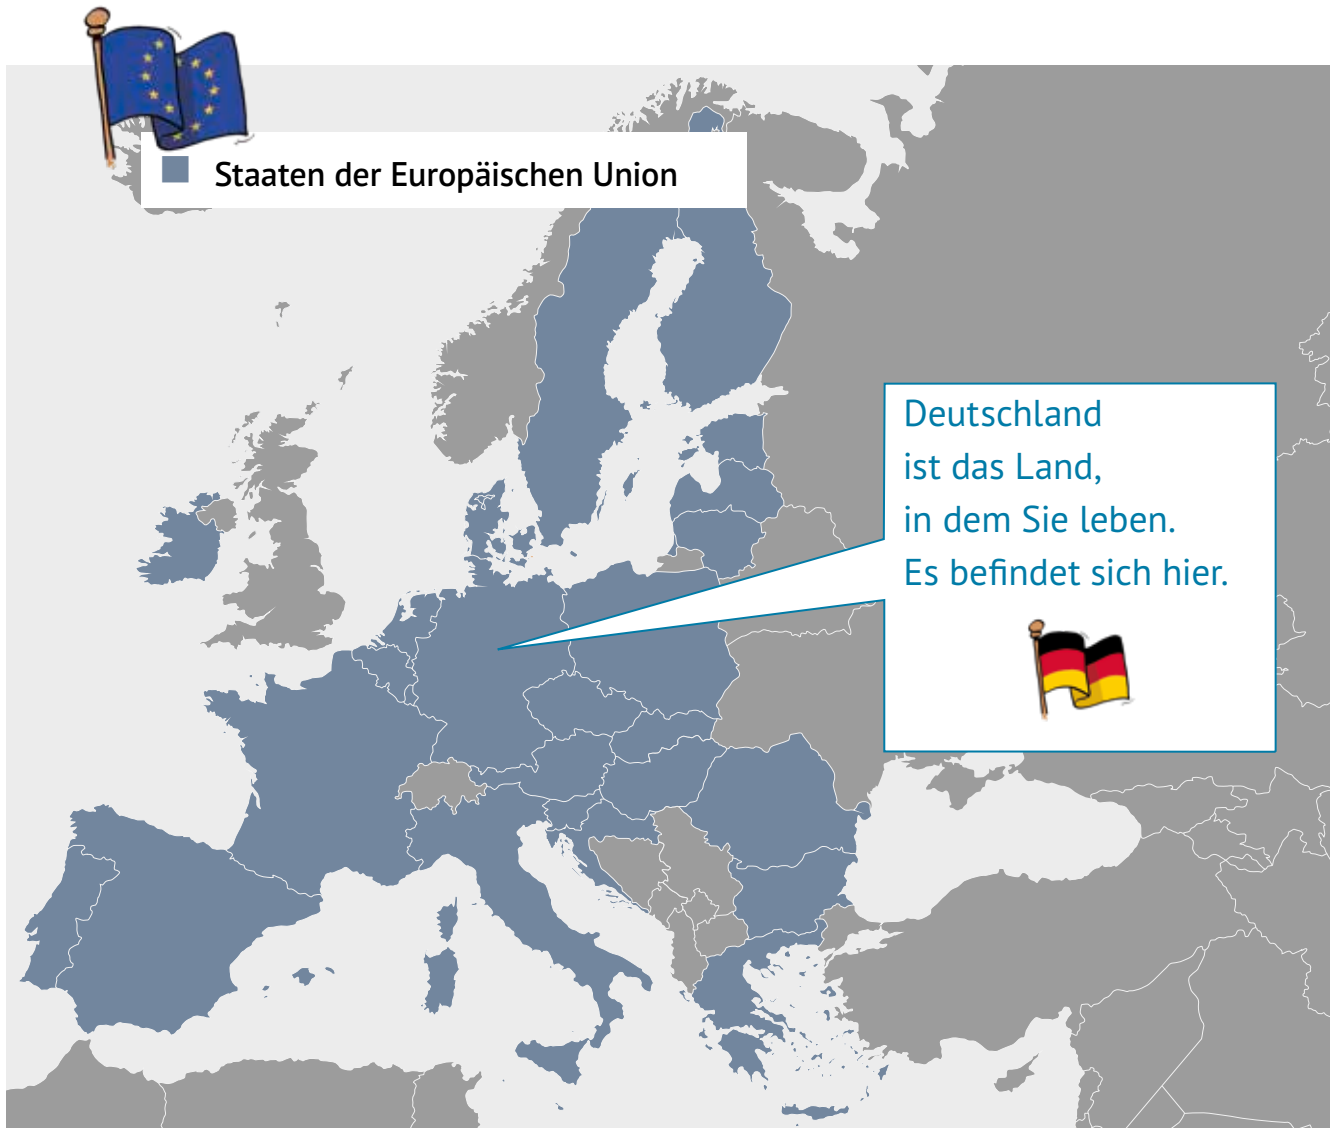 Staaten der Europäischen Union
Deutschland
ist das Land,
in dem Sie leben.
Es befindet sich hier.